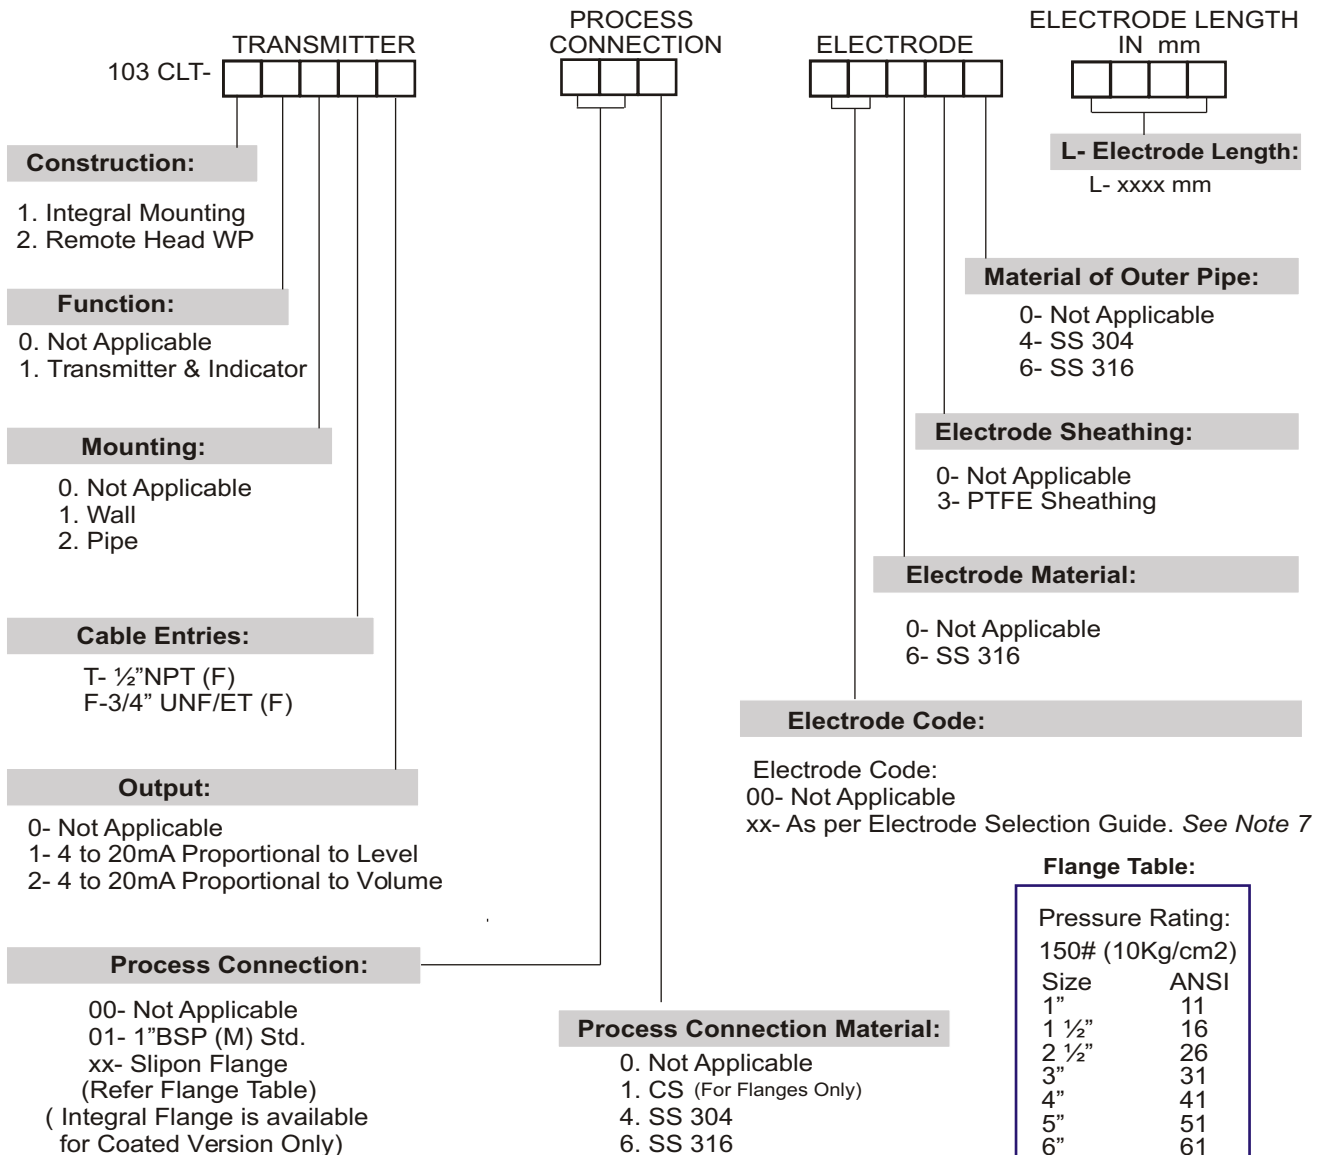 TRANSMITTER
PROCESS
CONNECTION
ELECTRODE
ELECTRODE LENGTH
IN mm
103 CLT-
Construction:
1. Integral Mounting
2. Remote Head WP
Function:
0. Not Applicable
1. Transmitter & Indicator
Mounting:
0. Not Applicable
1. Wall
2. Pipe
Cable Entries:
T- ½”NPT (F)
F-3/4” UNF/ET (F)
Output:
0- Not Applicable
1- 4 to 20mA Proportional to Level
2- 4 to 20mA Proportional to Volume
Process Connection:
00- Not Applicable
01- 1”BSP (M) Std.
xx- Slipon Flange
(Refer Flange Table)
( Integral Flange is available
for Coated Version Only)
Process Connection Material:
0. Not Applicable
1. CS (For Flanges Only)
4. SS 304
6. SS 316
L- Electrode Length:
L- xxxx mm
Material of Outer Pipe:
0- Not Applicable
4- SS 304
6- SS 316
Electrode Sheathing:
0- Not Applicable
3- PTFE Sheathing
Electrode Material:
0- Not Applicable
6- SS 316
Electrode Code:
Electrode Code:
00- Not Applicable
xx- As per Electrode Selection Guide. See Note 7
Flange Table:
Pressure Rating:
150# (10Kg/cm2)
Size ANSI
1” 11
1 ½” 16
2 ½” 26
3” 31
4” 41
5” 51
6” 61